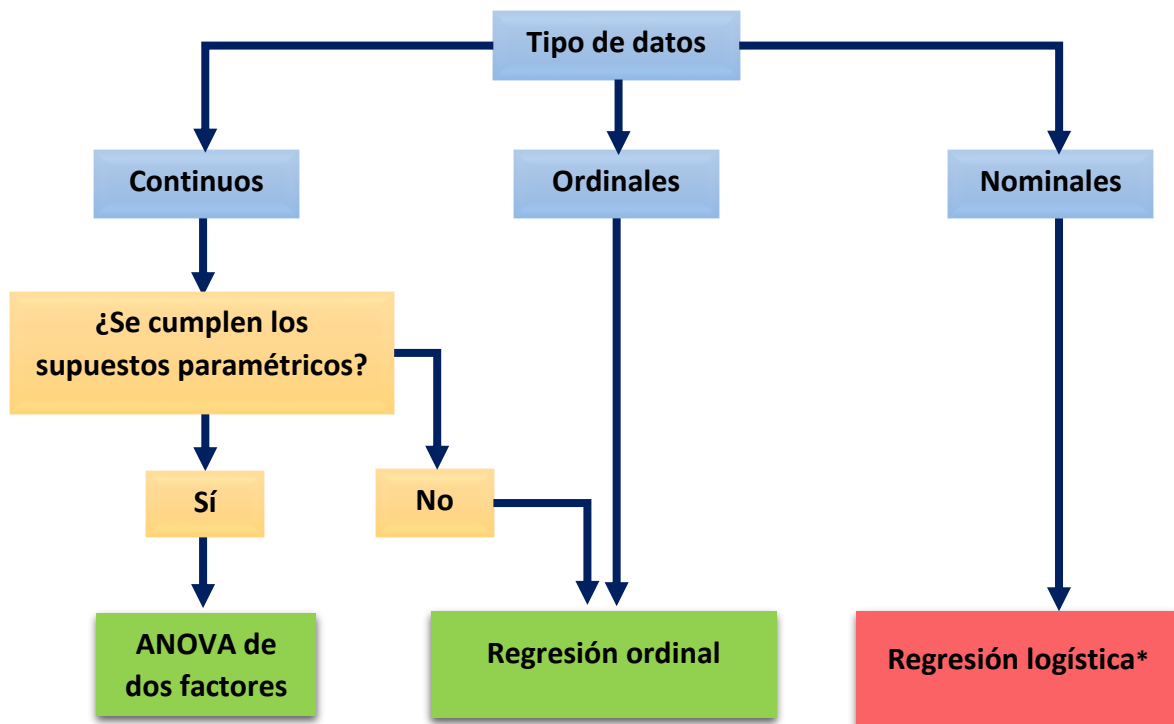 Tipo de datos
Continuos
Ordinales
Nominales
¿Se cumplen los
supuestos paramétricos?
Sí
No
ANOVA de
dos factores
Regresión ordinal
Regresión logística*